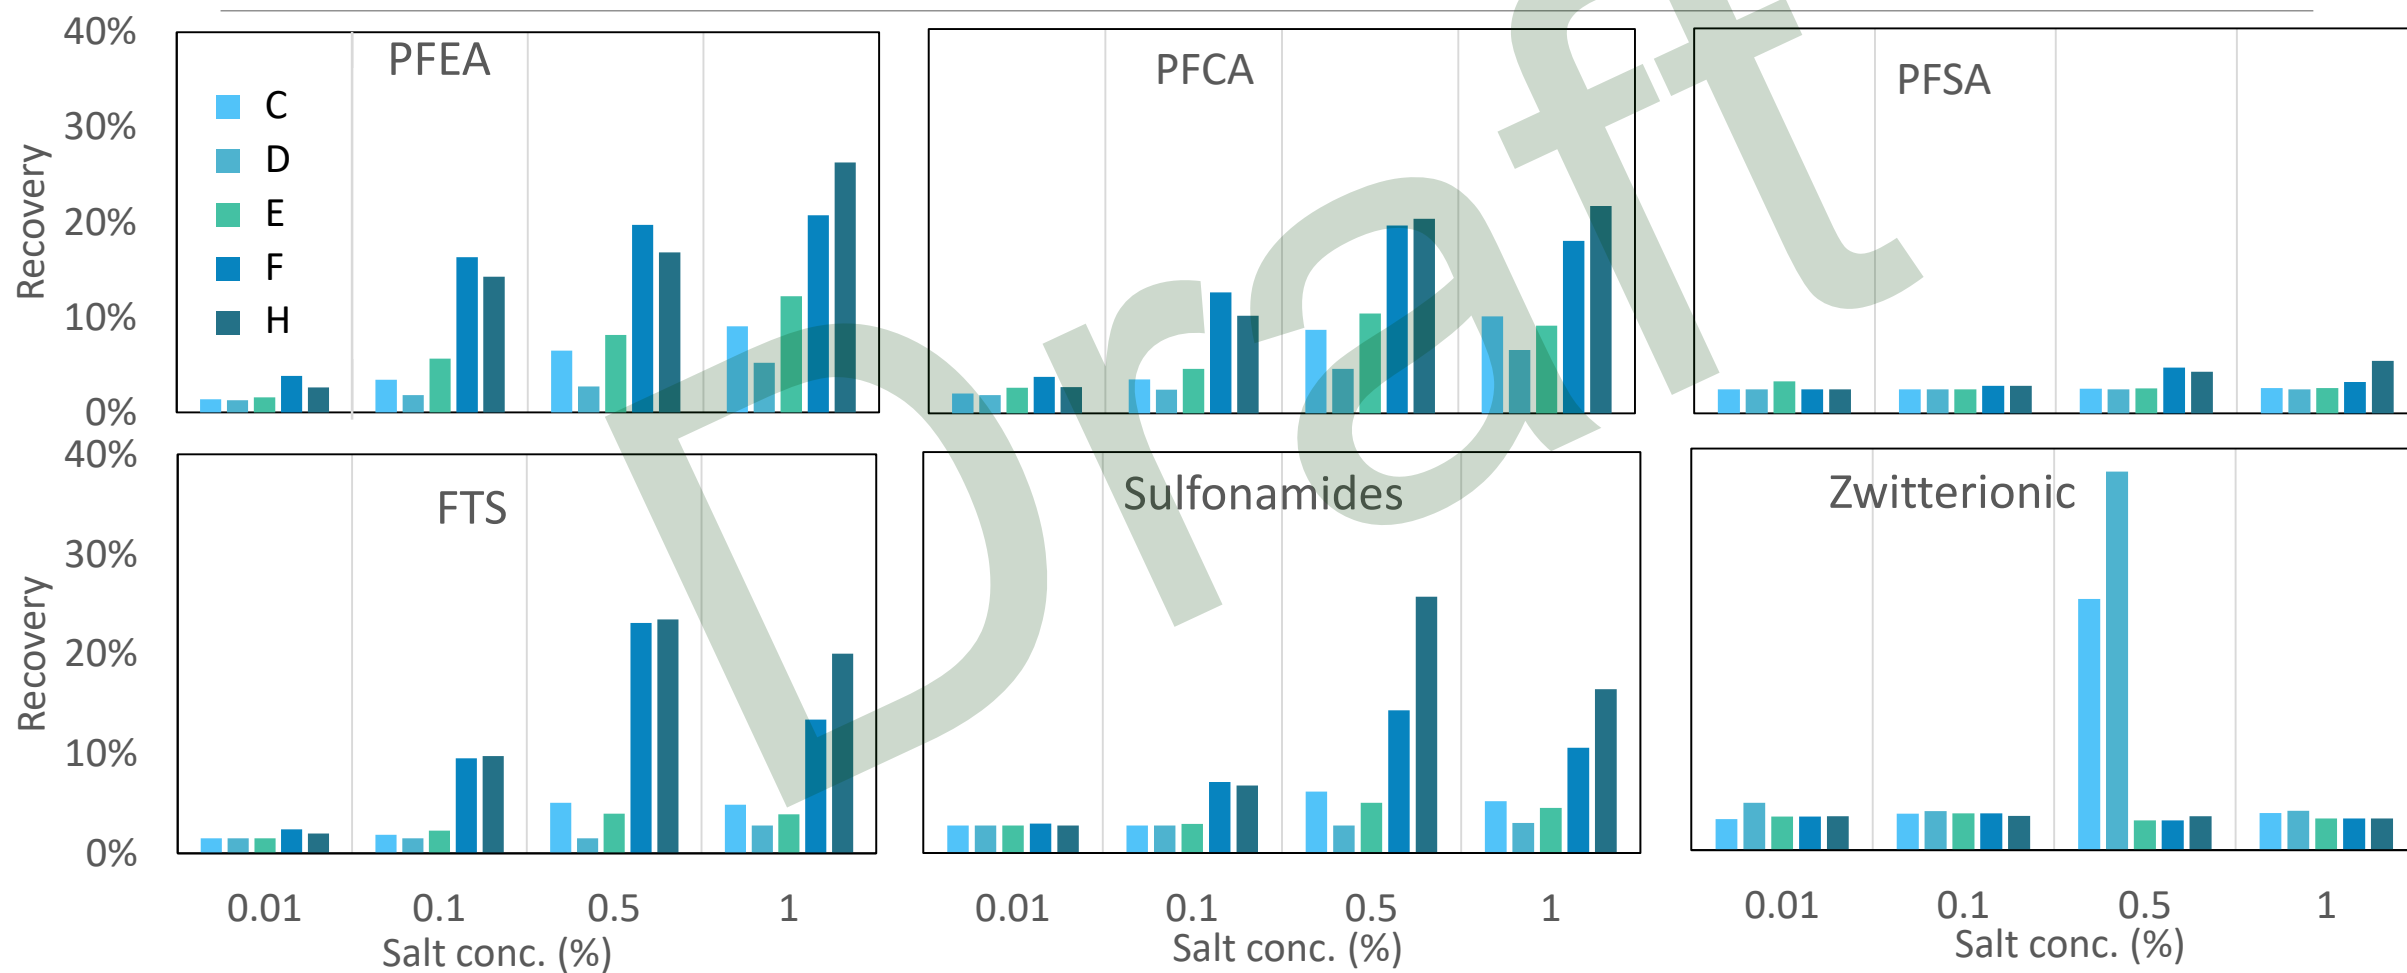 40%
30%
20%
10%
0%
Recovery
PFEA
C
D
E
F
H
PFCA
PFSA
40%
30%
20%
10%
0%
Recovery
FTS
Sulfonamides
Zwitterionic
0.01 0.1 0.5 1
Salt conc. (%)
0.01 0.1 0.5 1
Salt conc. (%)
0.01 0.1 0.5 1
Salt conc. (%)
Draft